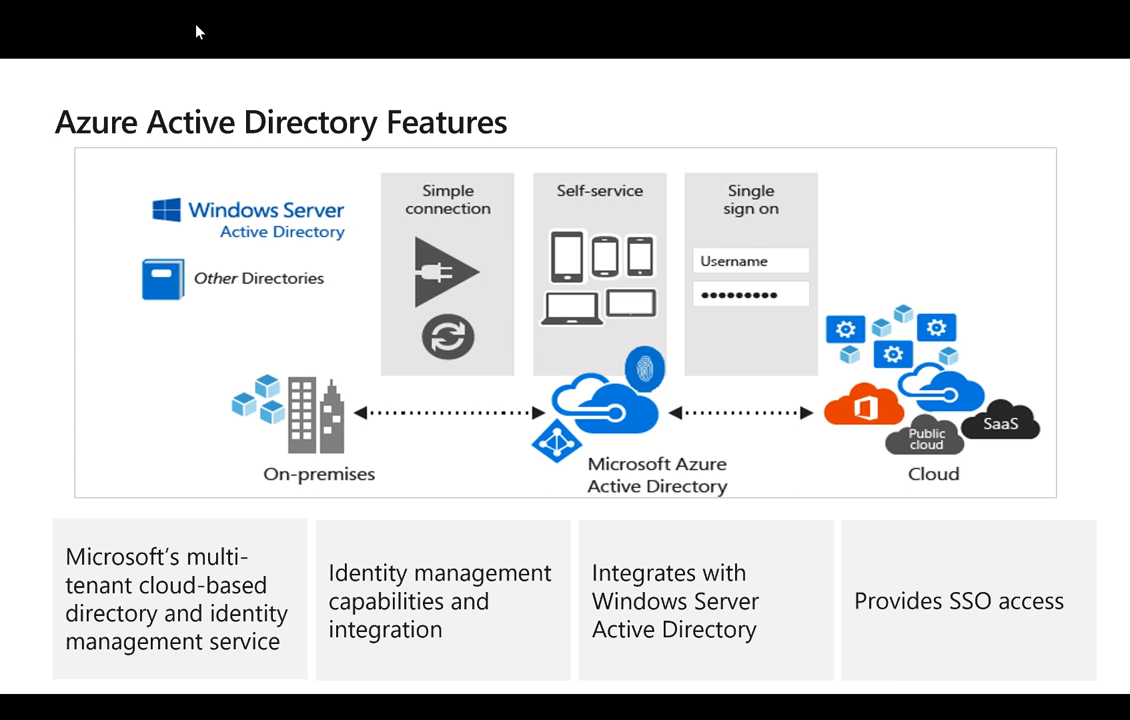 Azure Active Directory Features
Windows Server
Active Directory
Other Directories
Simple
connection
Self-service
Single
sign on
Username
•••••••••
On-premises
Microsoft Azure
Active Directory
Public
cloud
SaaS
Cloud
Microsoft’s multi-
tenant cloud-based
directory and identity
management service
Identity management
capabilities and
integration
Integrates with
Windows Server
Active Directory
Provides SSO access